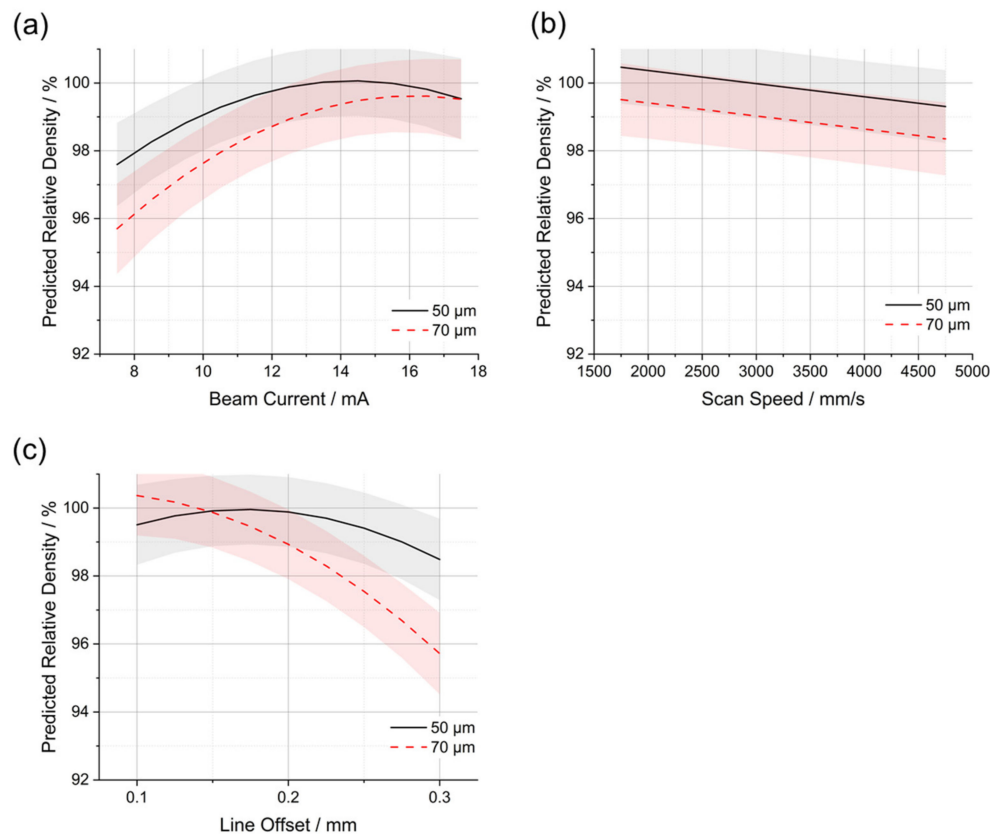 (a)
100
98
96
94
92
8 10 12 14 16 18
Predicted Relative Density / %
Beam Current / mA
50 µm
70 µm
(b)
100
98
96
94
92
1500 2000 2500 3000 3500 4000 4500 5000
Predicted Relative Density / %
Scan Speed / mm/s
50 µm
70 µm
(c)
100
98
96
94
92
0.1 0.2 0.3
Predicted Relative Density / %
Line Offset / mm
50 µm
70 µm